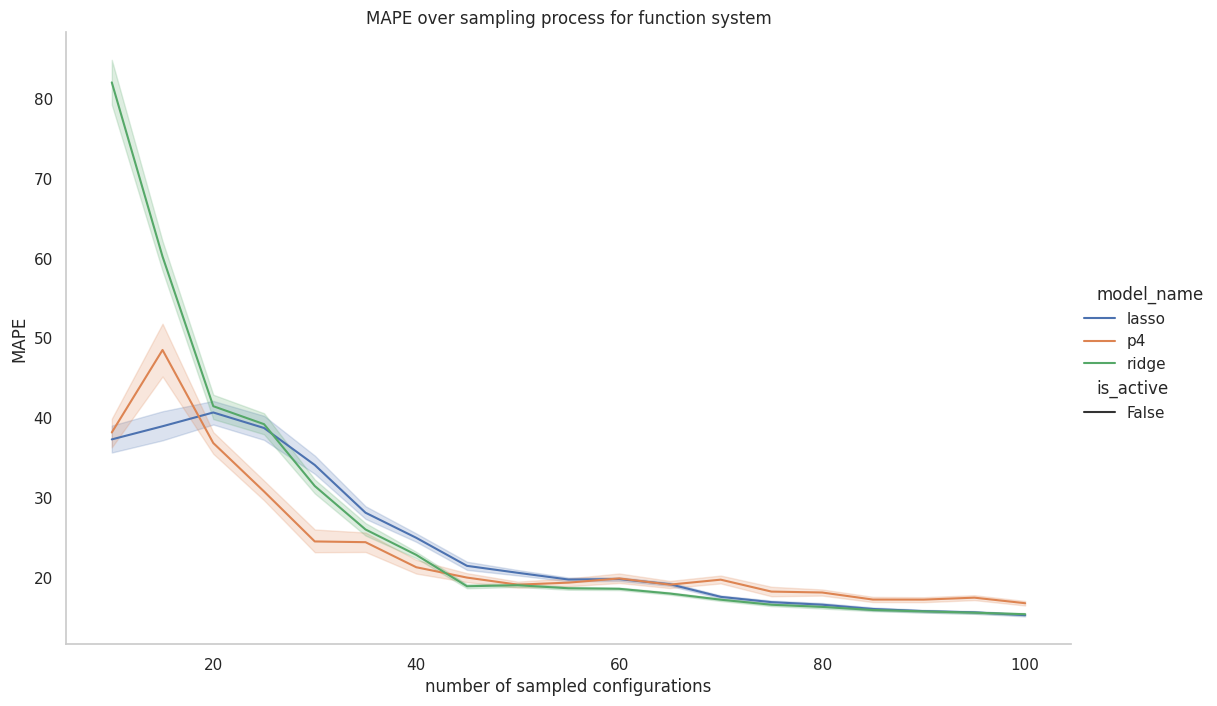 MAPE over sampling process for function system
MAPE
80
70
60
50
40
30
20
20
40
60
80
100
number of sampled configurations
model_name
lasso
p4
ridge
is_active
False